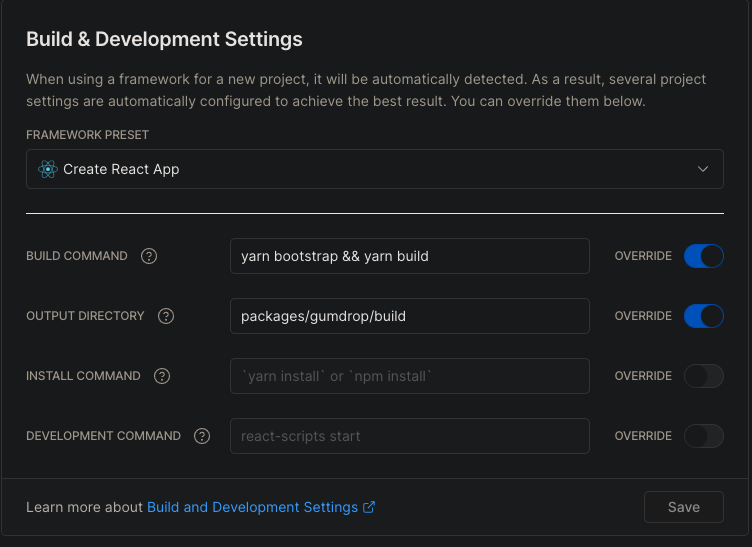 Build & Development Settings
When using a framework for a new project, it will be automatically detected. As a result, several project
settings are automatically configured to achieve the best result. You can override them below.
FRAMEWORK PRESET
Create React App
BUILD COMMAND ? yarn bootstrap && yarn build OVERRIDE
OUTPUT DIRECTORY ? packages/gumdrop/build OVERRIDE
INSTALL COMMAND ? `yarn install` or `npm install` OVERRIDE
DEVELOPMENT COMMAND ? react-scripts start OVERRIDE
Learn more about Build and Development Settings Save